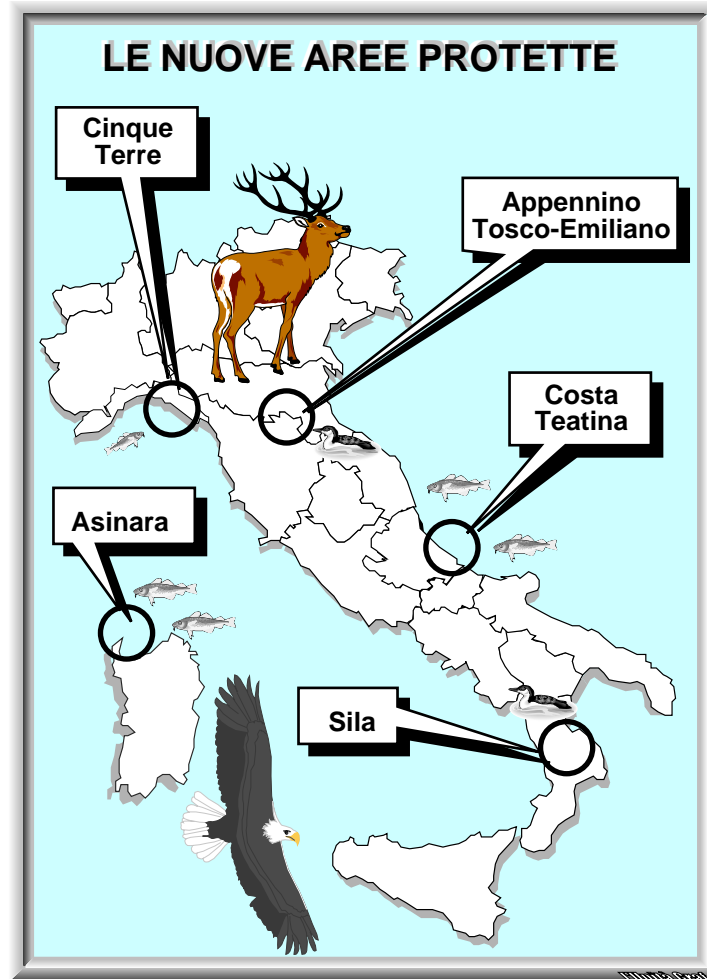 LE NUOVE AREE PROTETTE
Cinque
Terre
Appennino
Tosco-Emiliano
Costa
Teatina
Asinara
Sila